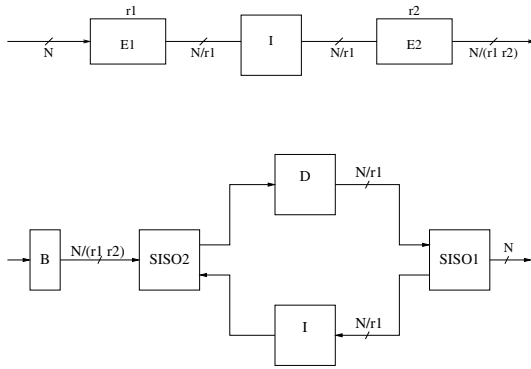 r1
r2
E1
I
E2
N
N/r1
N/r1
N/(r1 r2)
D
N/r1
B
N/(r1 r2)
SISO2
SISO1
N
I
N/r1